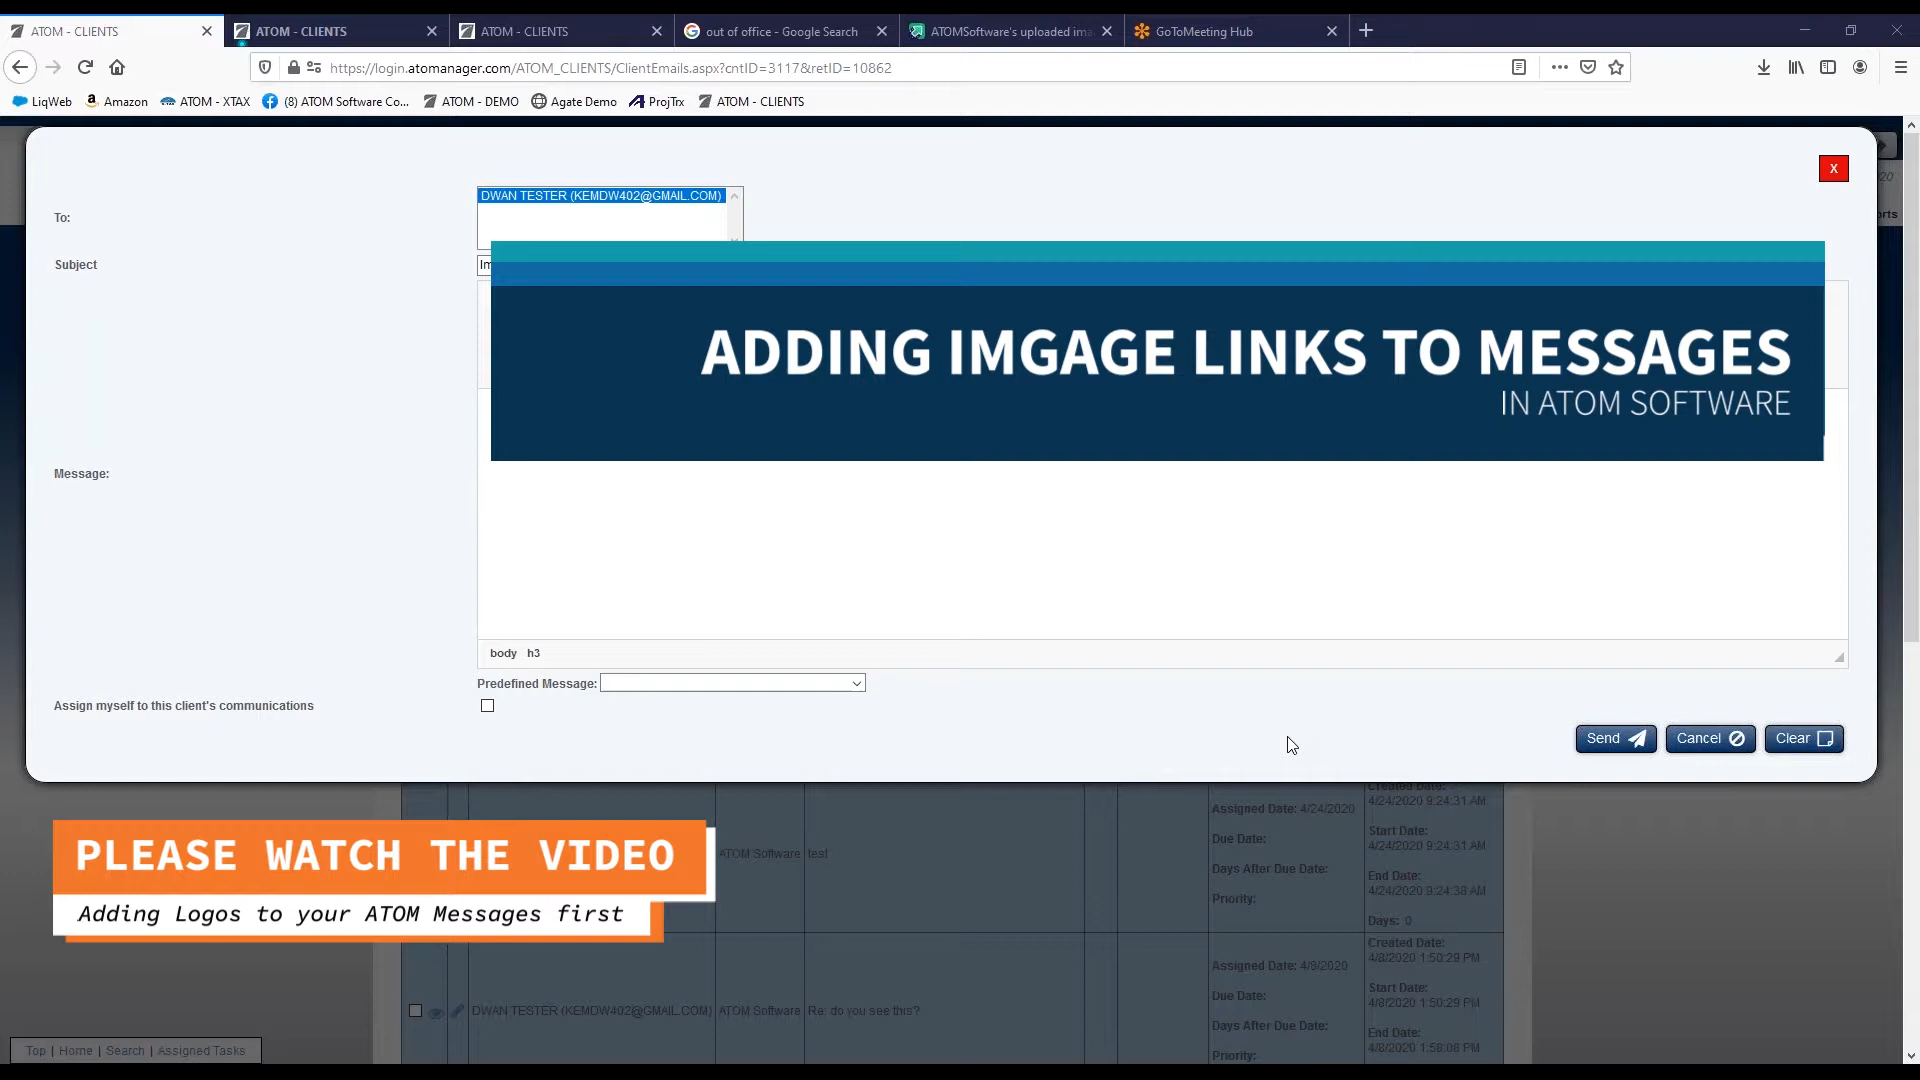 ATOM - CLIENTS
ATOM - CLIENTS
ATOM - CLIENTS
out of office - Google Search
ATOMSoftware's uploaded ima
GoToMeeting Hub
https://login.atomanager.com/ATOM_CLIENTS/ClientEmails.aspx?cntID=3117&retID=10862
LiqWeb
Amazon
ATOM - XTAX
(8) ATOM Software Co...
ATOM - DEMO
Agate Demo
ProjTrx
ATOM - CLIENTS
X
To:
DWAN TESTER (KEMDW402@GMAIL.COM)
Subject
Im
ADDING IMGAGE LINKS TO MESSAGES
IN ATOM SOFTWARE
Message:
body h3
Predefined Message:
Assign myself to this client's communications
Send
Cancel
Clear
PLEASE WATCH THE VIDEO
Adding Logos to your ATOM Messages first
ATOM Software
test
Assigned Date: 4/24/2020
Due Date:
Days After Due Date:
Priority:
Created Date:
4/24/2020 9:24:31 AM
Start Date:
4/24/2020 9:24:31 AM
End Date:
4/24/2020 9:24:38 AM
Days: 0
DWAN TESTER (KEMDW402@GMAIL.COM)
ATOM Software
Re: do you see this?
Assigned Date: 4/8/2020
Due Date:
Days After Due Date:
Priority:
Created Date:
4/8/2020 1:50:29 PM
Start Date:
4/8/2020 1:50:29 PM
End Date:
4/8/2020 1:58:08 PM
Top | Home | Search | Assigned Tasks